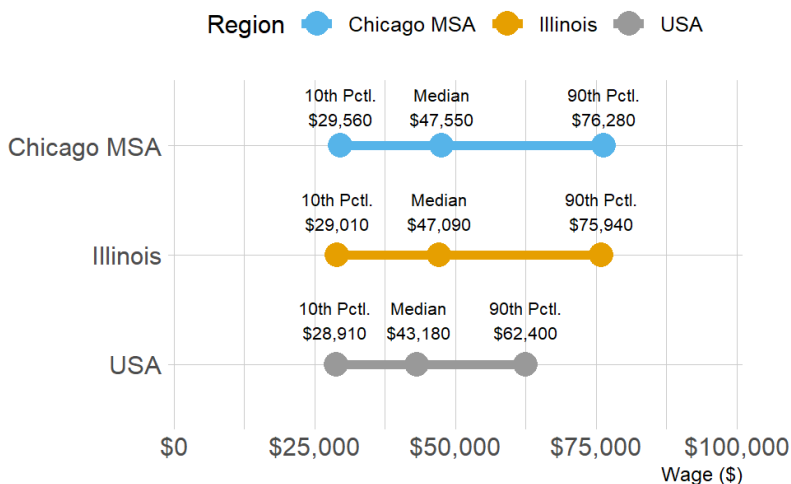 Region Chicago MSA Illinois USA
10th Pctl. Median 90th Pctl.
$29,560 $47,550 $76,280
Chicago MSA
10th Pctl. Median 90th Pctl.
$29,010 $47,090 $75,940
Illinois
10th Pctl. Median 90th Pctl.
$28,910 $43,180 $62,400
USA
$0 $25,000 $50,000 $75,000 $100,000
Wage ($)